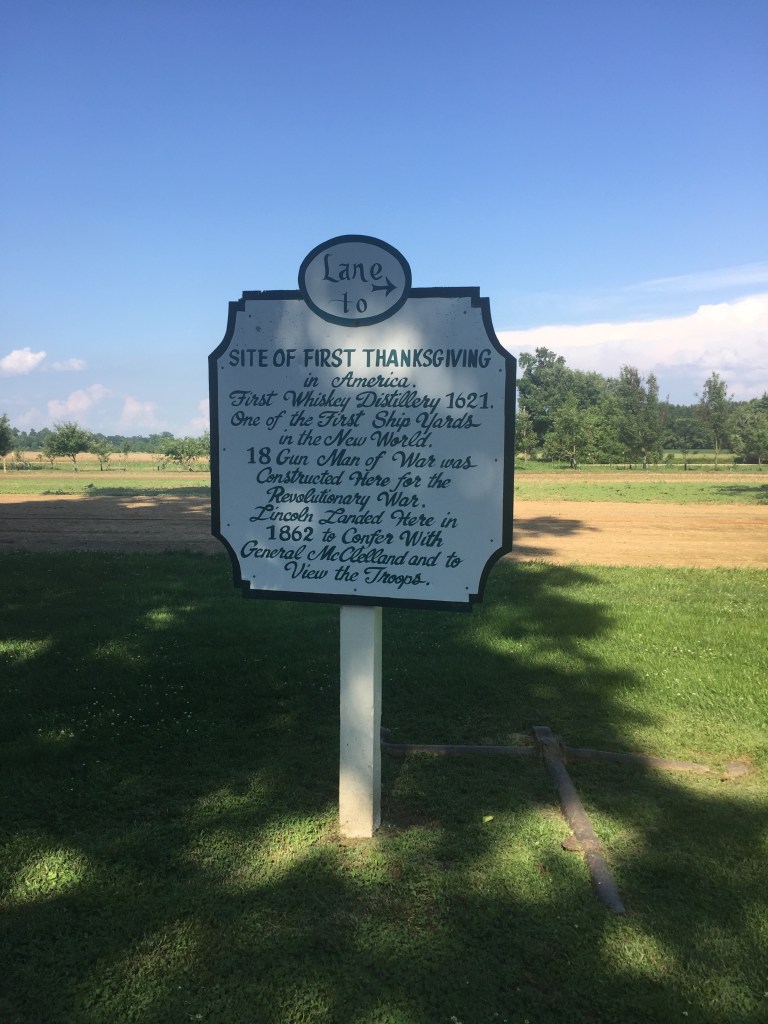 Lane
to
SITE OF FIRST THANKSGIVING
in America.
First Whiskey Distillery 1621.
One of the First Ship Yards
in the New World.
18 Gun Man of War was
Constructed Here for the
Revolutionary War.
Lincoln Landed Here in
1862 to Confer With
General McClelland and to
View the Troops.